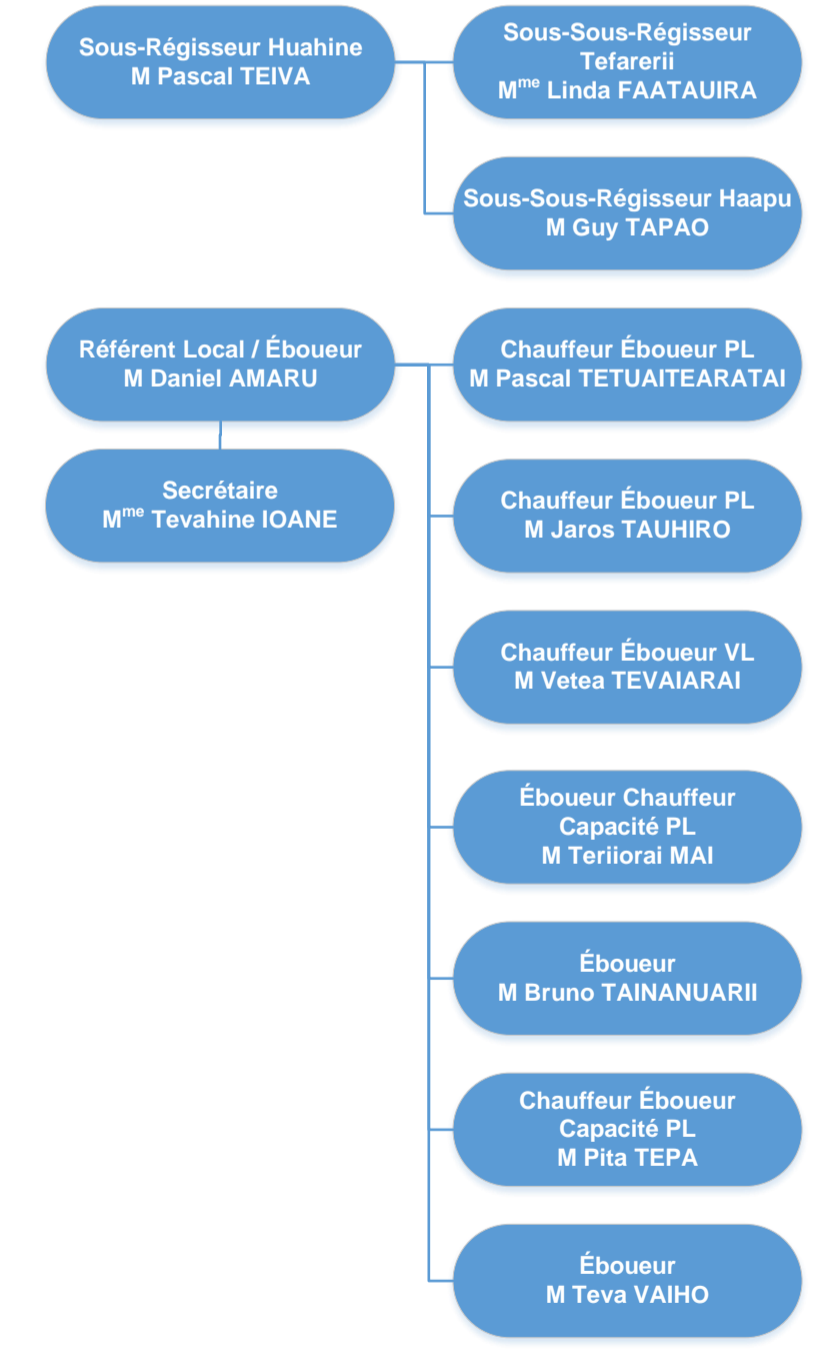 Sous-Régisseur Huahine
M Pascal TEIVA
Sous-Sous-Régisseur
Tefarerii
Mme Linda FAATAUIRA
Sous-Sous-Régisseur Haapu
M Guy TAPAO
Référent Local / Éboueur
M Daniel AMARU
Secrétaire
Mme Tevahine IOANE
Chauffeur Éboueur PL
M Pascal TETUAITEARATAI
Chauffeur Éboueur PL
M Jaros TAUHIRO
Chauffeur Éboueur VL
M Vetea TEVAIARAI
Éboueur Chauffeur
Capacité PL
M Teriiorai MAI
Éboueur
M Bruno TAINANUARII
Chauffeur Éboueur
Capacité PL
M Pita TEPA
Éboueur
M Teva VAIHO